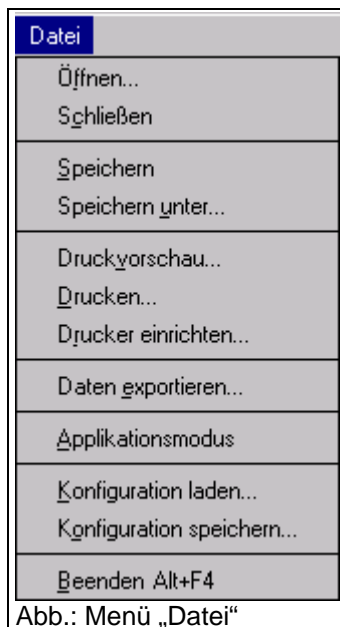 Datei
Öffnen...
Schließen
Speichern
Speichern unter...
Druckvorschau...
Drucken...
Drucker einrichten...
Daten exportieren...
Applikationsmodus
Konfiguration laden...
Konfiguration speichern...
Beenden Alt+F4
Abb.: Menü „Datei“